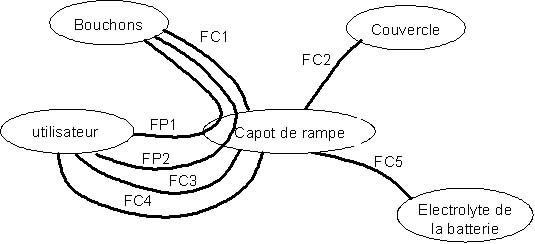 Bouchons
Couvercle
FC1
FC2
utilisateur
FP1
Capot de rampe
FP2
FC3
FC5
FC4
Electrolyte de
la batterie